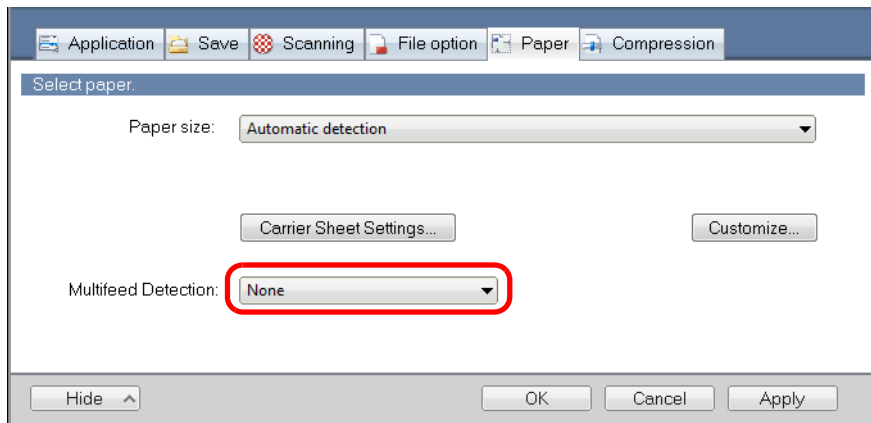 Application Save Scanning File option Paper Compression
Select paper.
Paper size: Automatic detection
Carrier Sheet Settings... Customize...
Multifeed Detection: None
Hide OK Cancel Apply